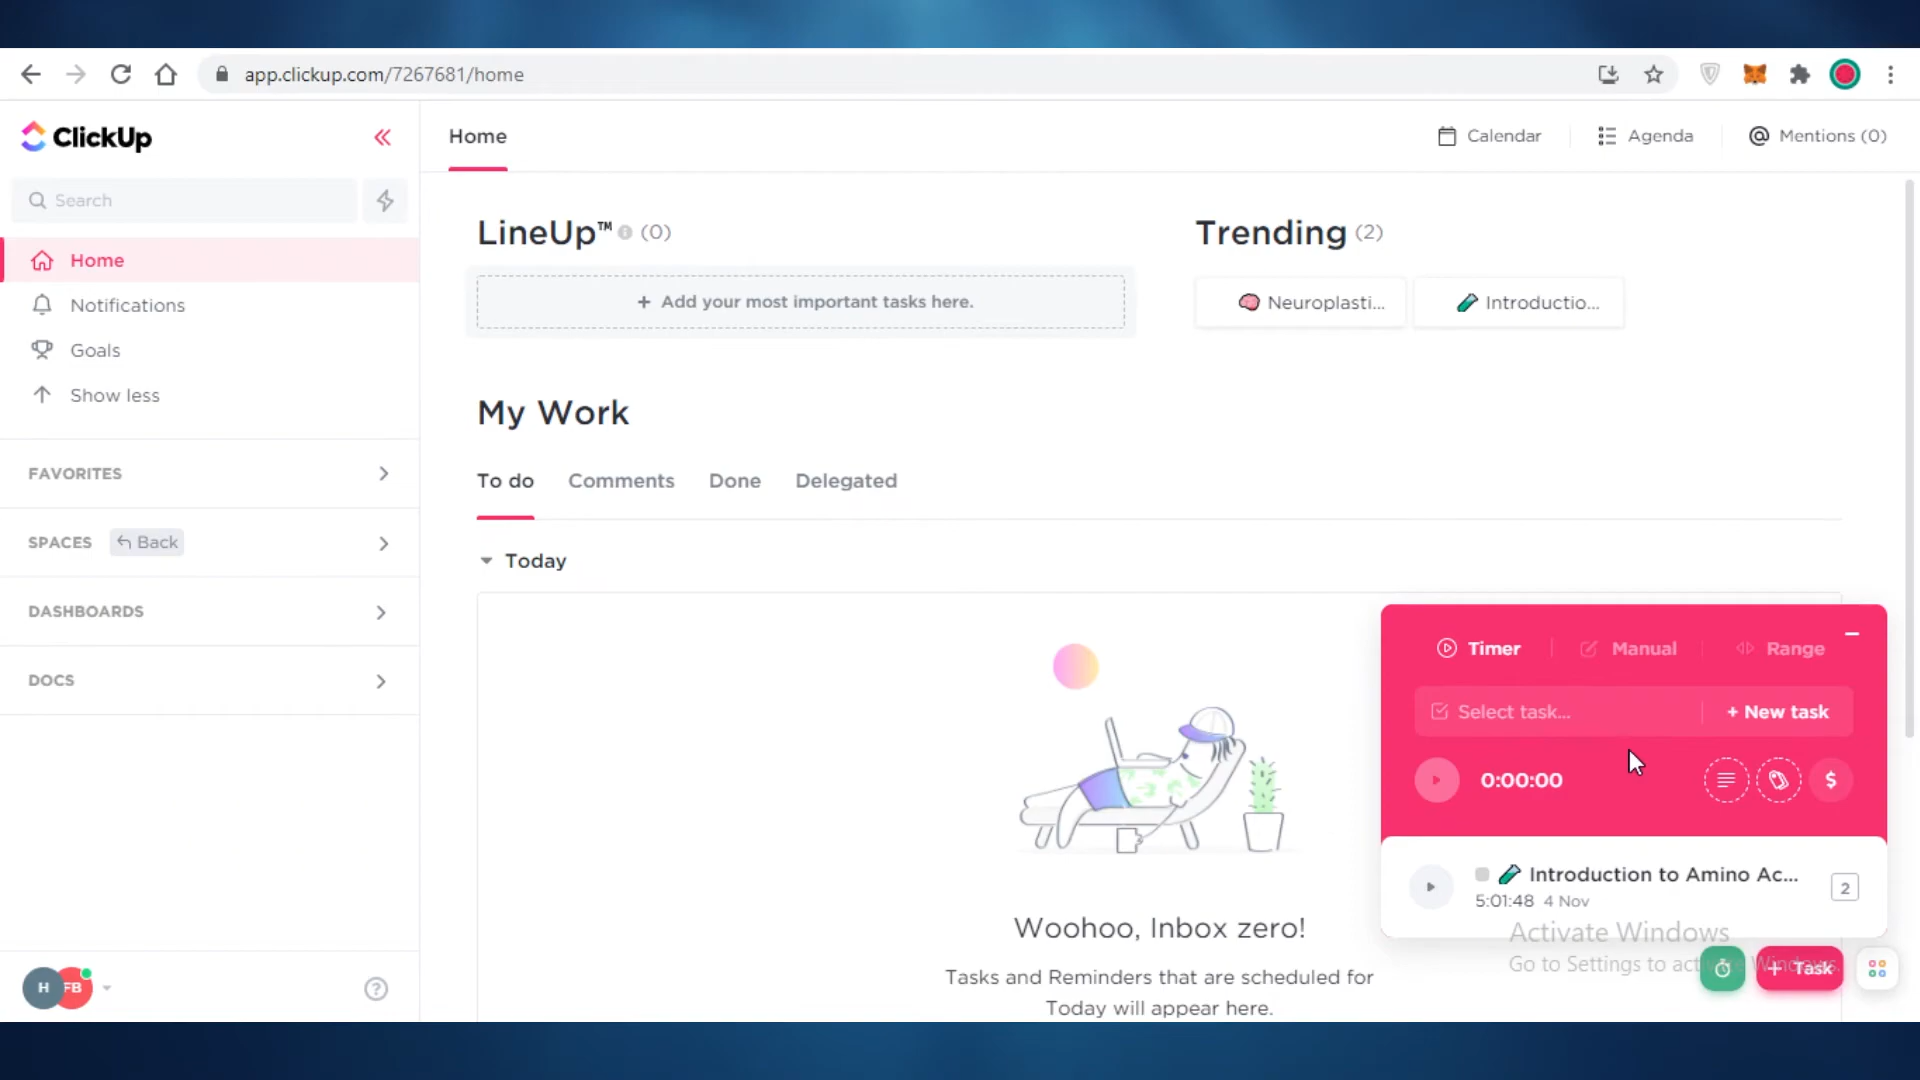 app.clickup.com/7267681/home
ClickUp
Search
Home
Notifications
Goals
Show less
FAVORITES
SPACES Back
DASHBOARDS
DOCS
H FB
Home
Calendar
Agenda
Mentions (0)
LineUp™ (0)
+ Add your most important tasks here.
Trending (2)
Neuroplasti...
Introductio...
My Work
To do
Comments
Done
Delegated
Today
Woohoo, Inbox zero!
Tasks and Reminders that are scheduled for
Today will appear here.
Timer
Manual
Range
Select task...
+ New task
0:00:00
$
Introduction to Amino Ac...
5:01:48 4 Nov
2
Activate Windows
Go to Settings to act
+ Task